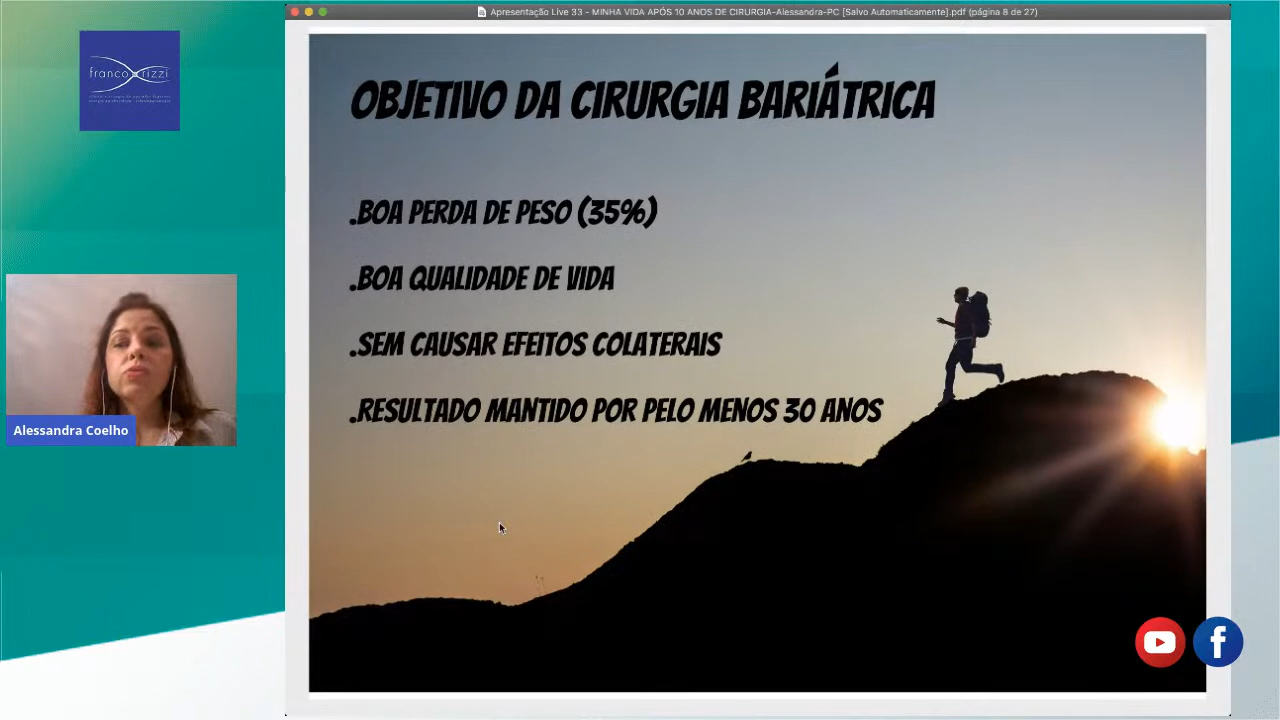 Apresentação Live 33 - MINHA VIDA APÓS 10 ANOS DE CIRURGIA-Alessandra-PC [Salvo Automaticamente].pdf (página 8 de 27)
franco rizzi
OBJETIVO DA CIRURGIA BARIÁTRICA
.BOA PERDA DE PESO (35%)
.BOA QUALIDADE DE VIDA
.SEM CAUSAR EFEITOS COLATERAIS
.RESULTADO MANTIDO POR PELO MENOS 30 ANOS
Alessandra Coelho